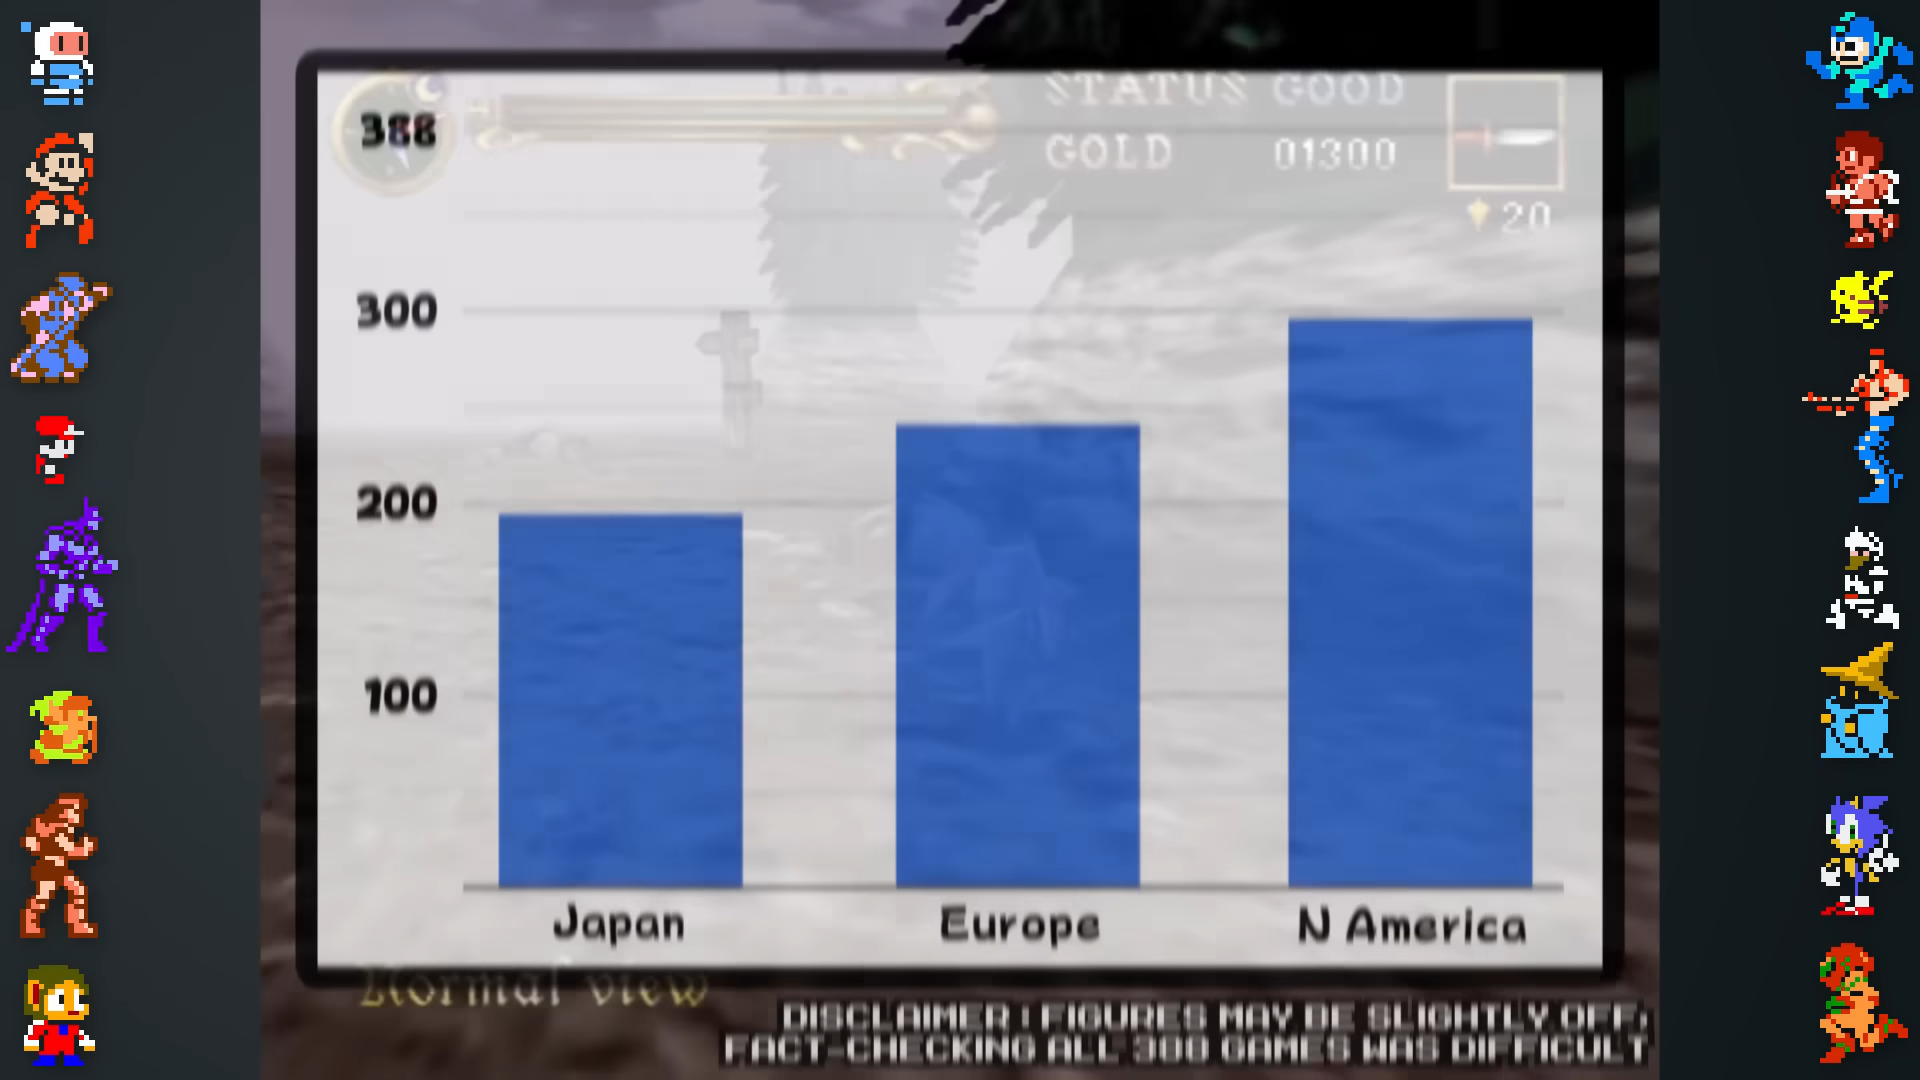 STATUS GOOD
388
GOLD 01300
20
300
200
100
Japan Europe N America
Normal view
DISCLAIMER: FIGURES MAY BE SLIGHTLY OFF;
FACT-CHECKING ALL 388 GAMES WAS DIFFICULT